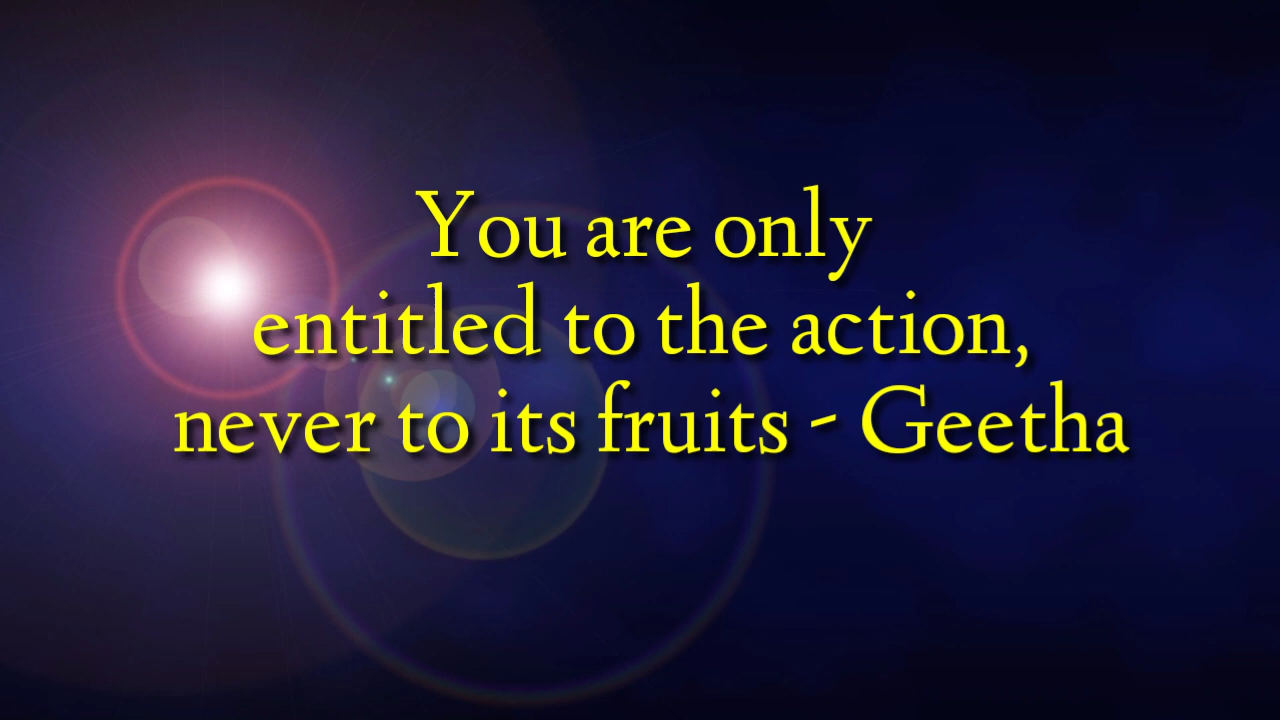 You are only
entitled to the action,
never to its fruits - Geetha